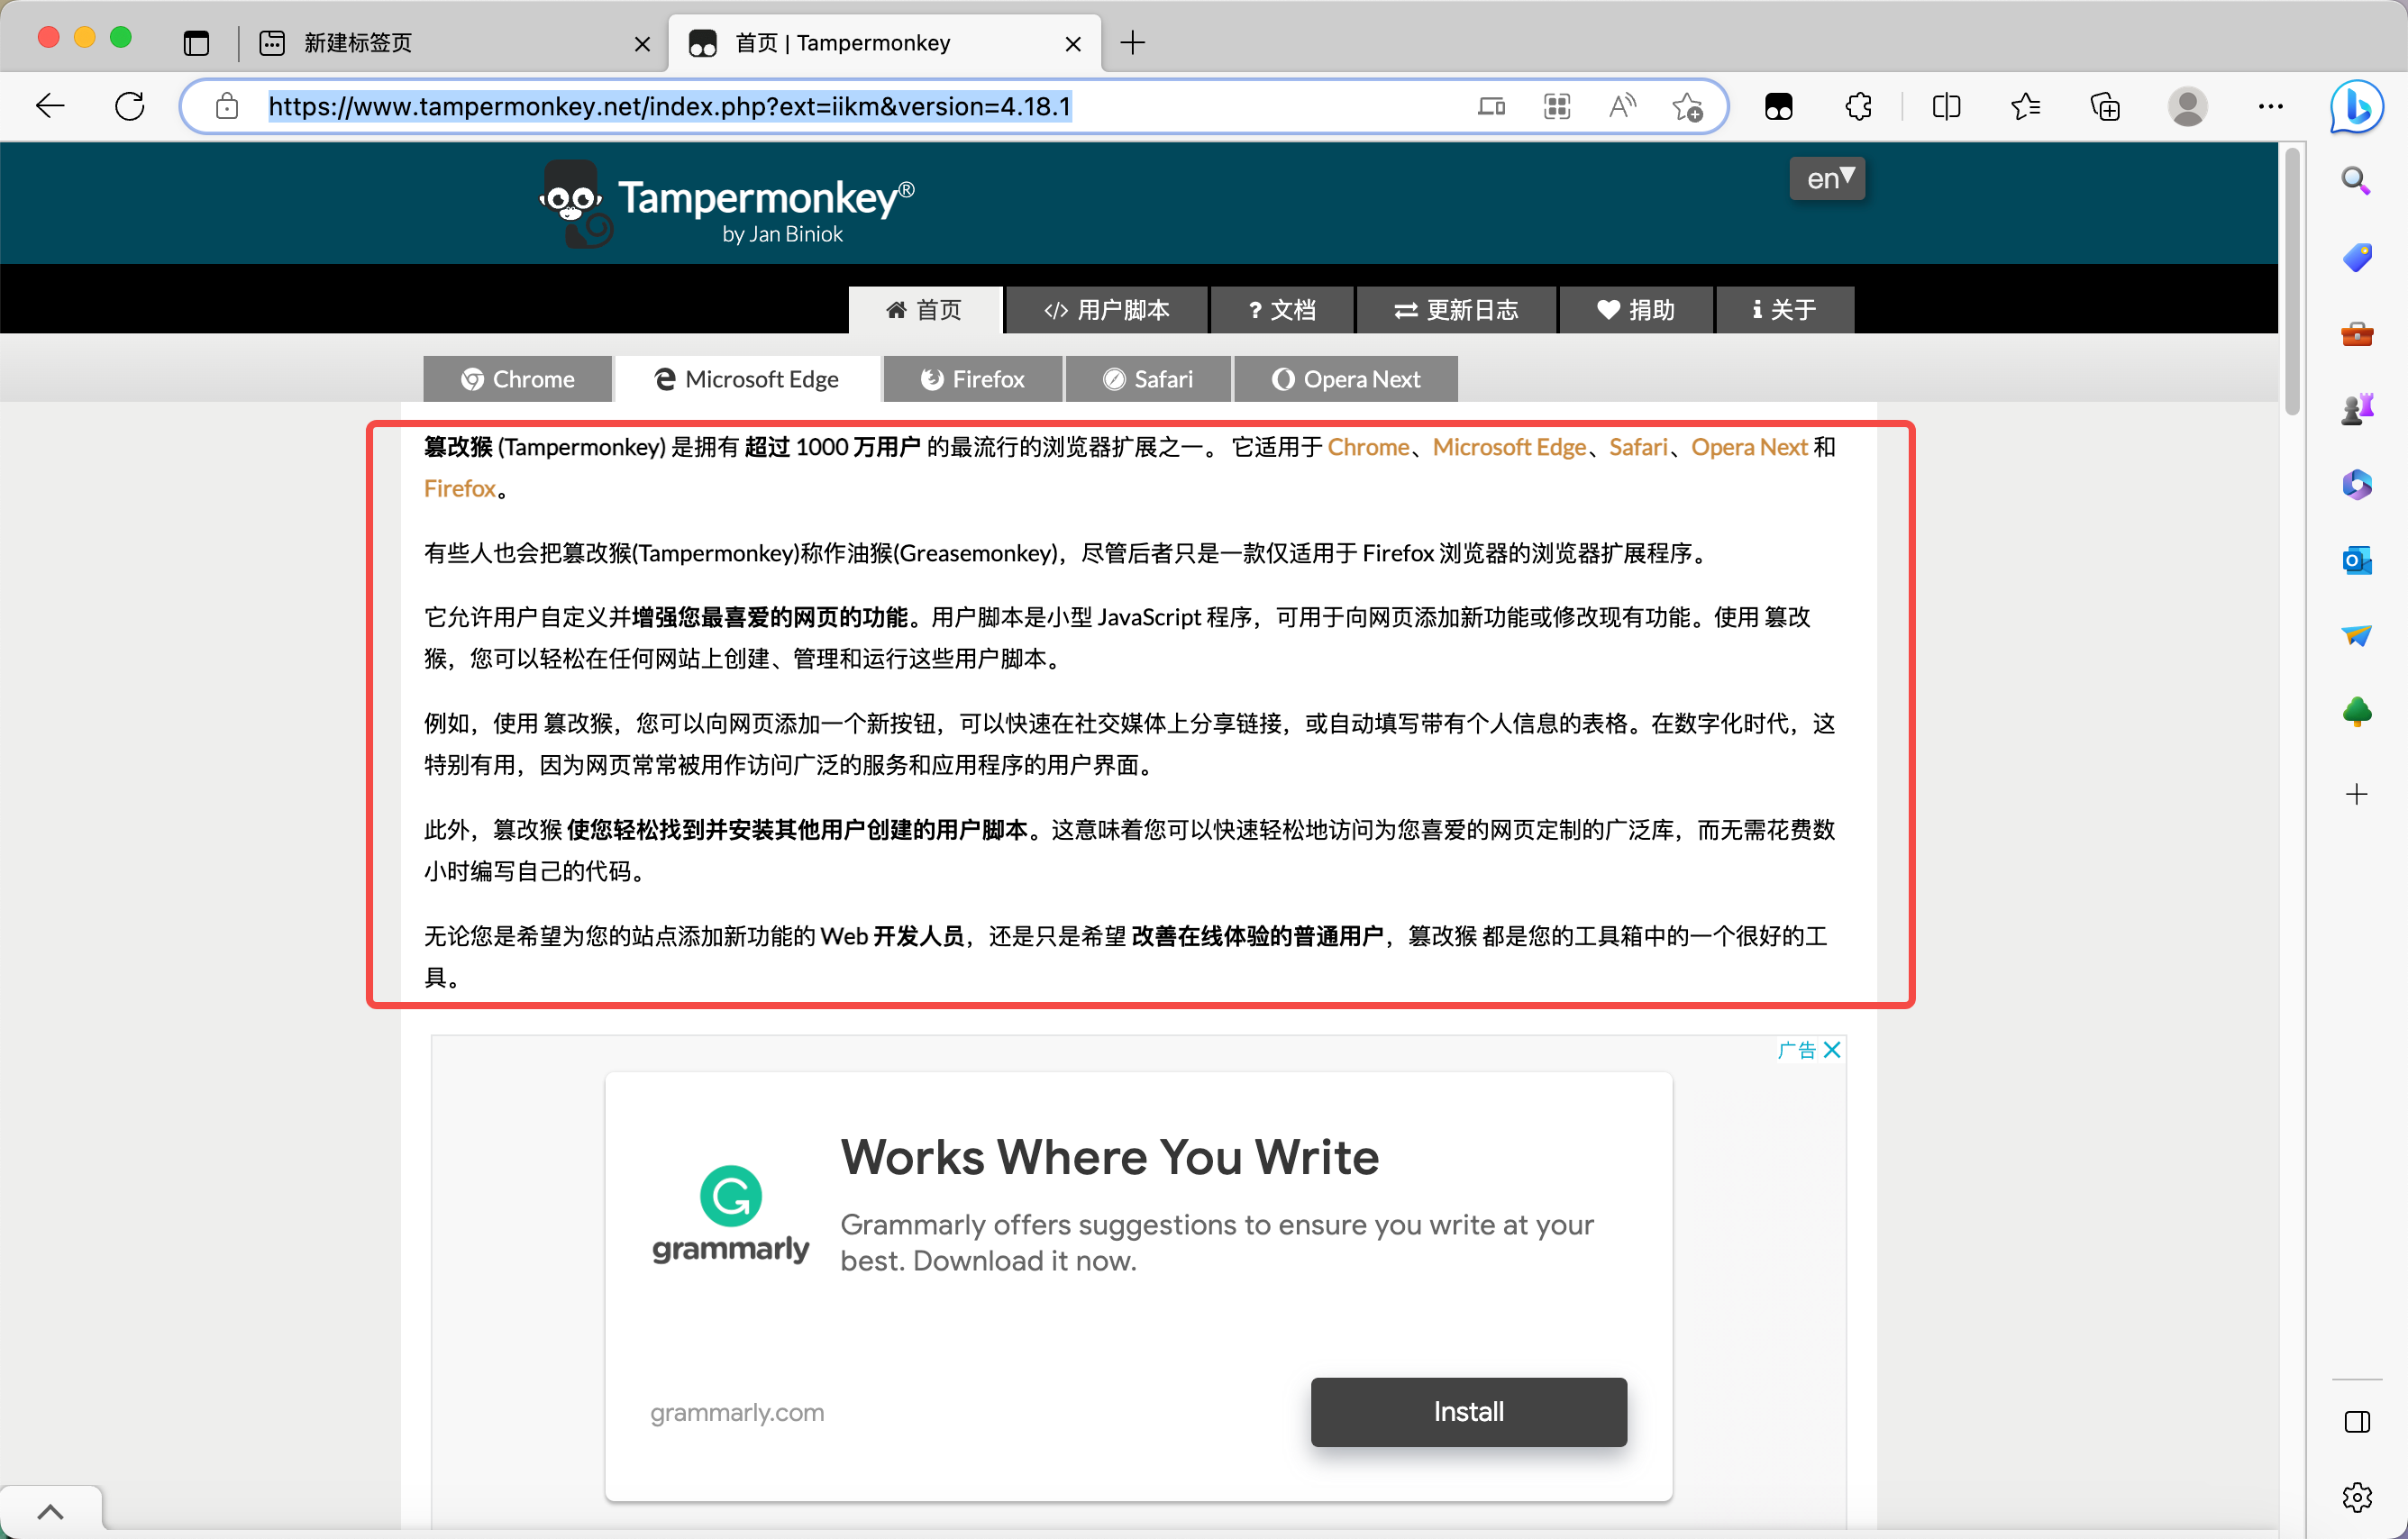 新建标签页
首页 | Tampermonkey
https://www.tampermonkey.net/index.php?ext=iikm&version=4.18.1
Tampermonkey®
by Jan Biniok
en▼
首页
</> 用户脚本
? 文档
更新日志
捐助
i 关于
Chrome
Microsoft Edge
Firefox
Safari
Opera Next
篡改猴 (Tampermonkey) 是拥有 超过 1000 万用户 的最流行的浏览器扩展之一。 它适用于 Chrome、Microsoft Edge、Safari、Opera Next 和
Firefox。
有些人也会把篡改猴(Tampermonkey)称作油猴(Greasemonkey)，尽管后者只是一款仅适用于 Firefox 浏览器的浏览器扩展程序。
它允许用户自定义并增强您最喜爱的网页的功能。用户脚本是小型 JavaScript 程序，可用于向网页添加新功能或修改现有功能。使用 篡改
猴，您可以轻松在任何网站上创建、管理和运行这些用户脚本。
例如，使用 篡改猴，您可以向网页添加一个新按钮，可以快速在社交媒体上分享链接，或自动填写带有个人信息的表格。在数字化时代，这
特别有用，因为网页常常被用作访问广泛的服务和应用程序的用户界面。
此外，篡改猴 使您轻松找到并安装其他用户创建的用户脚本。这意味着您可以快速轻松地访问为您喜爱的网页定制的广泛库，而无需花费数
小时编写自己的代码。
无论您是希望为您的站点添加新功能的 Web 开发人员，还是只是希望 改善在线体验的普通用户，篡改猴 都是您的工具箱中的一个很好的工
具。
广告
Works Where You Write
grammarly
Grammarly offers suggestions to ensure you write at your
best. Download it now.
grammarly.com
Install